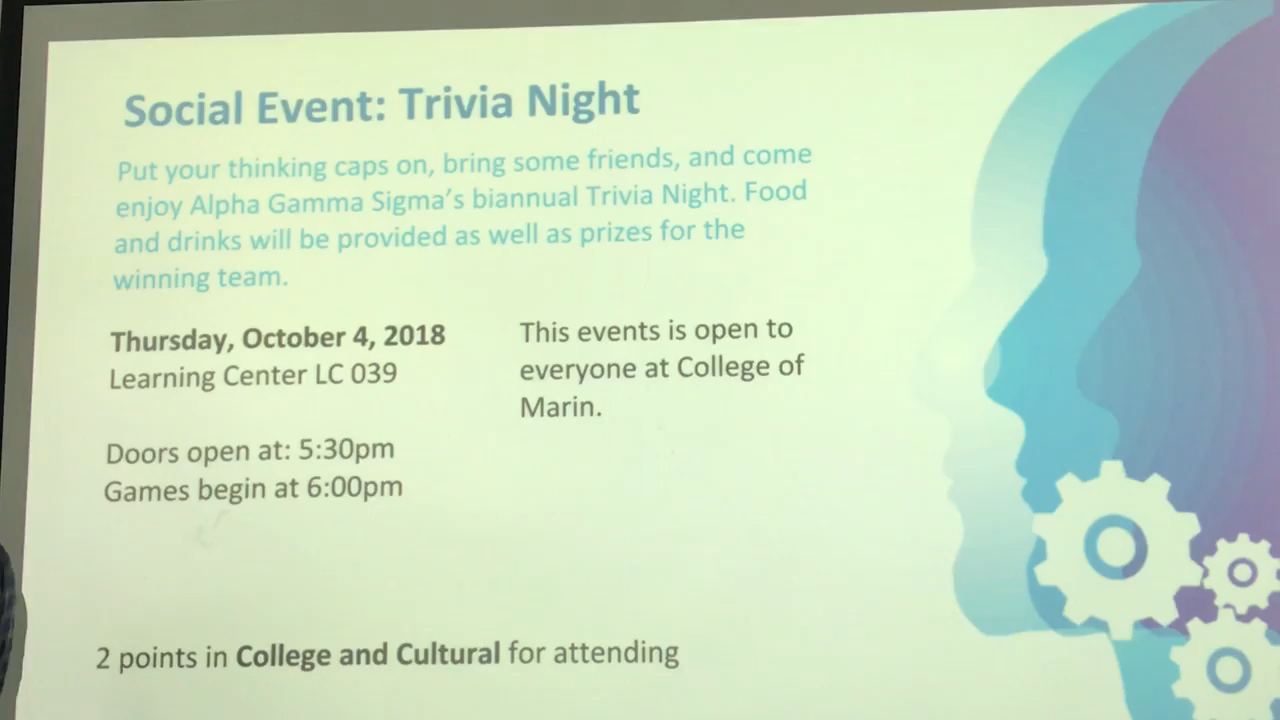 Social Event: Trivia Night
Put your thinking caps on, bring some friends, and come
enjoy Alpha Gamma Sigma’s biannual Trivia Night. Food
and drinks will be provided as well as prizes for the
winning team.
Thursday, October 4, 2018
Learning Center LC 039
This events is open to
everyone at College of
Marin.
Doors open at: 5:30pm
Games begin at 6:00pm
2 points in College and Cultural for attending